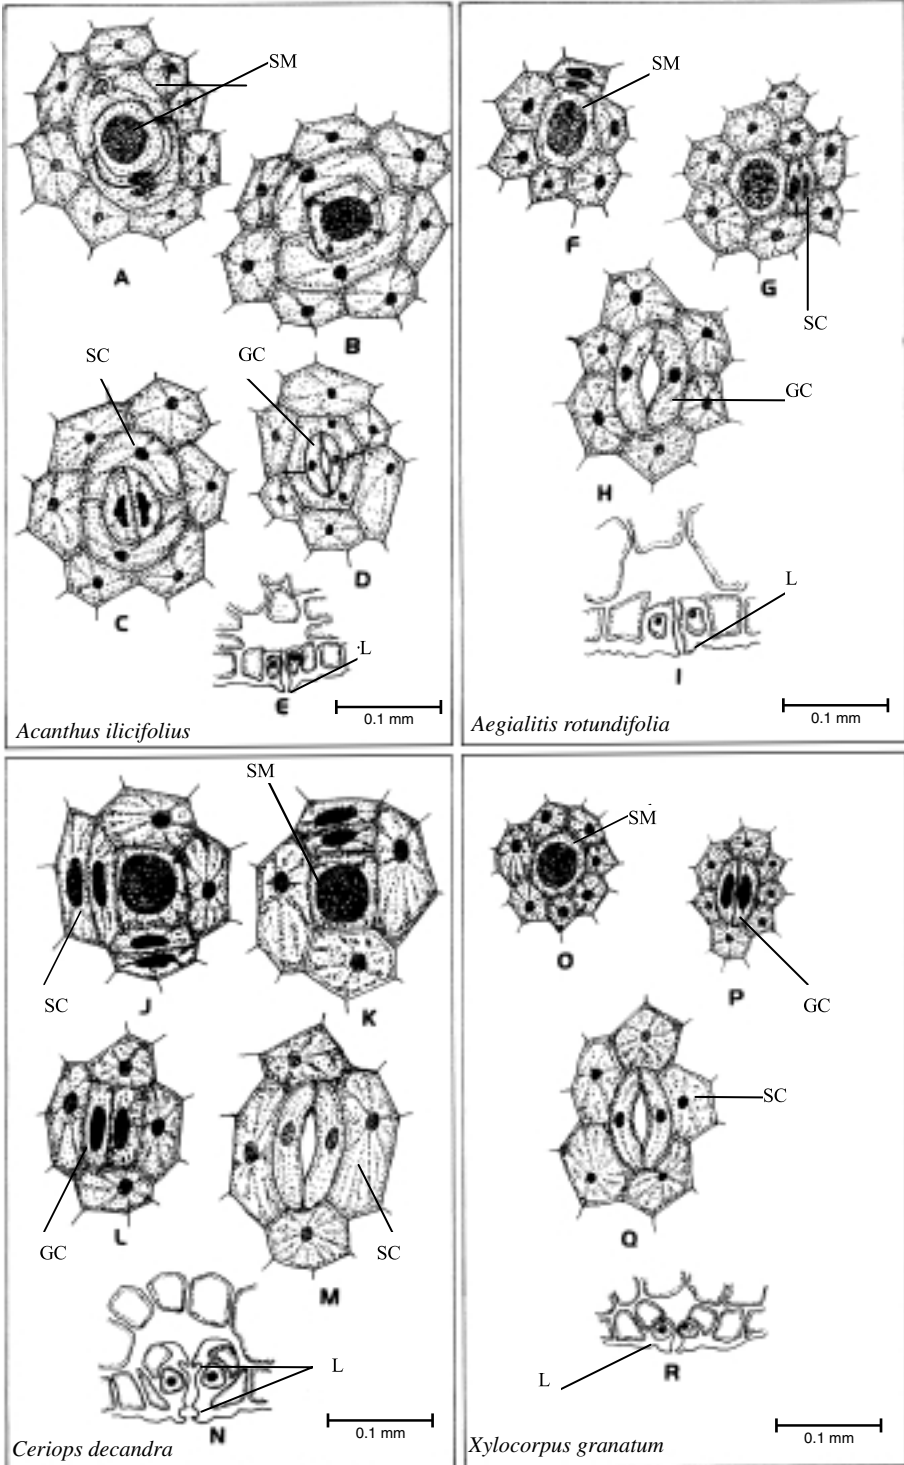 SM
A
B
SC
GC
C
D
L
E
0.1 mm
Acanthus ilicifolius
SM
F
G
SC
GC
H
L
I
0.1 mm
Aegialitis rotundifolia
SM
SC
J
K
GC
L
SC
M
L
N
0.1 mm
Ceriops decandra
SM
O
P
GC
SC
Q
L
R
0.1 mm
Xylocorpus granatum